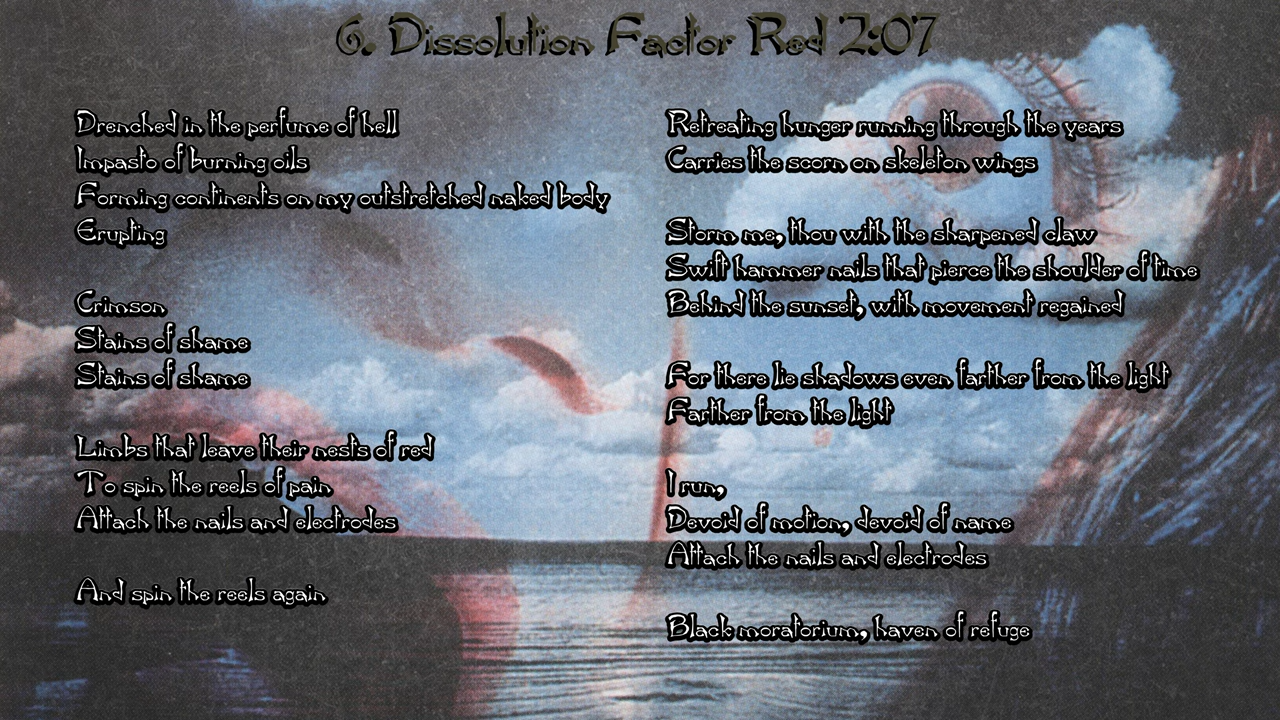 6. Dissolution Factor Red 2:07
Drenched in the perfume of hell
Impasto of burning oils
Forming continents on my outstretched naked body
Erupting
Crimson
Stains of shame
Stains of shame
Limbs that leave their nests of red
To spin the reels of pain
Attach the nails and electrodes
And spin the reels again
Retreating hunger running through the years
Carries the scorn on skeleton wings
Storm me, thou with the sharpened claw
Swift hammer nails that pierce the shoulder of time
Behind the sunset, with movement regained
For there lie shadows even farther from the light
Farther from the light
I run,
Devoid of motion, devoid of name
Attach the nails and electrodes
Black moratorium, haven of refuge